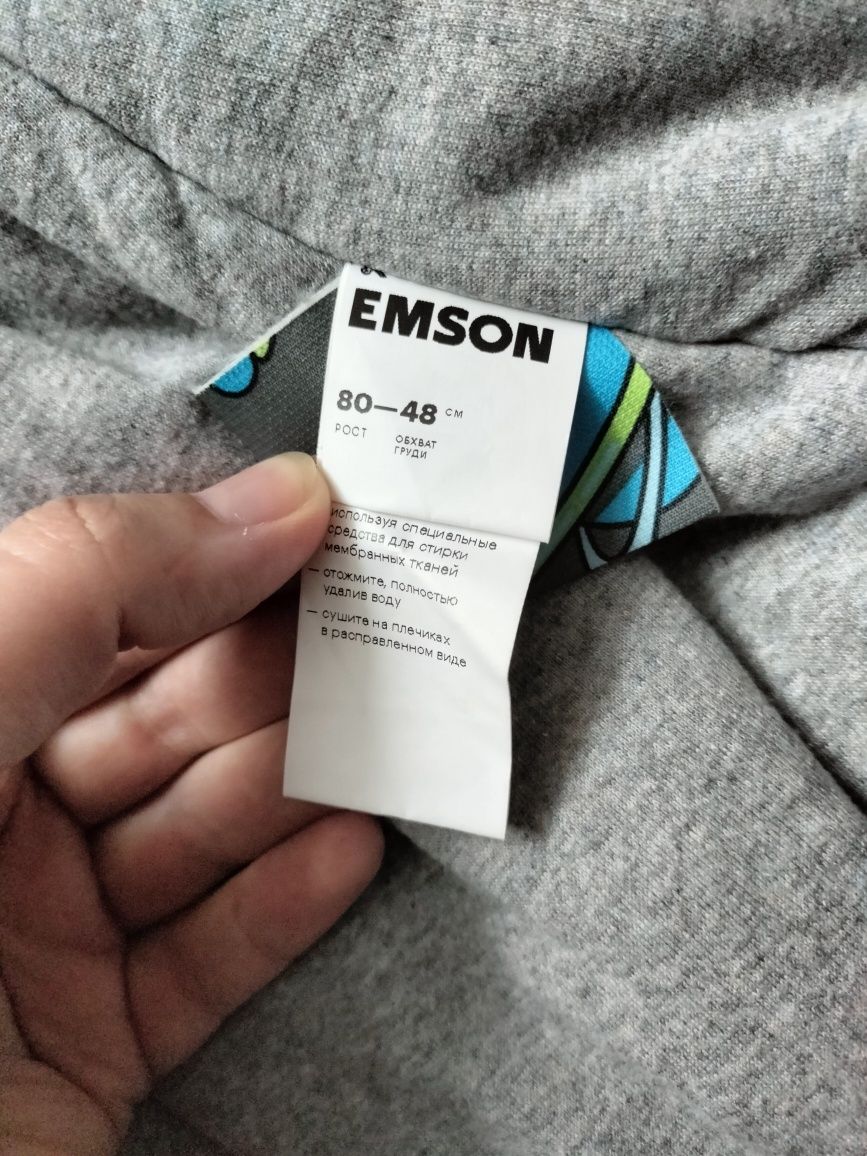 EMSON
80—48 см
РОСТ ОБХВАТ
ГРУДИ
используя специальные
средства для стирки
мембранных тканей
— отожмите, полностью
удалив воду
— сушите на плечиках
в расправленном виде